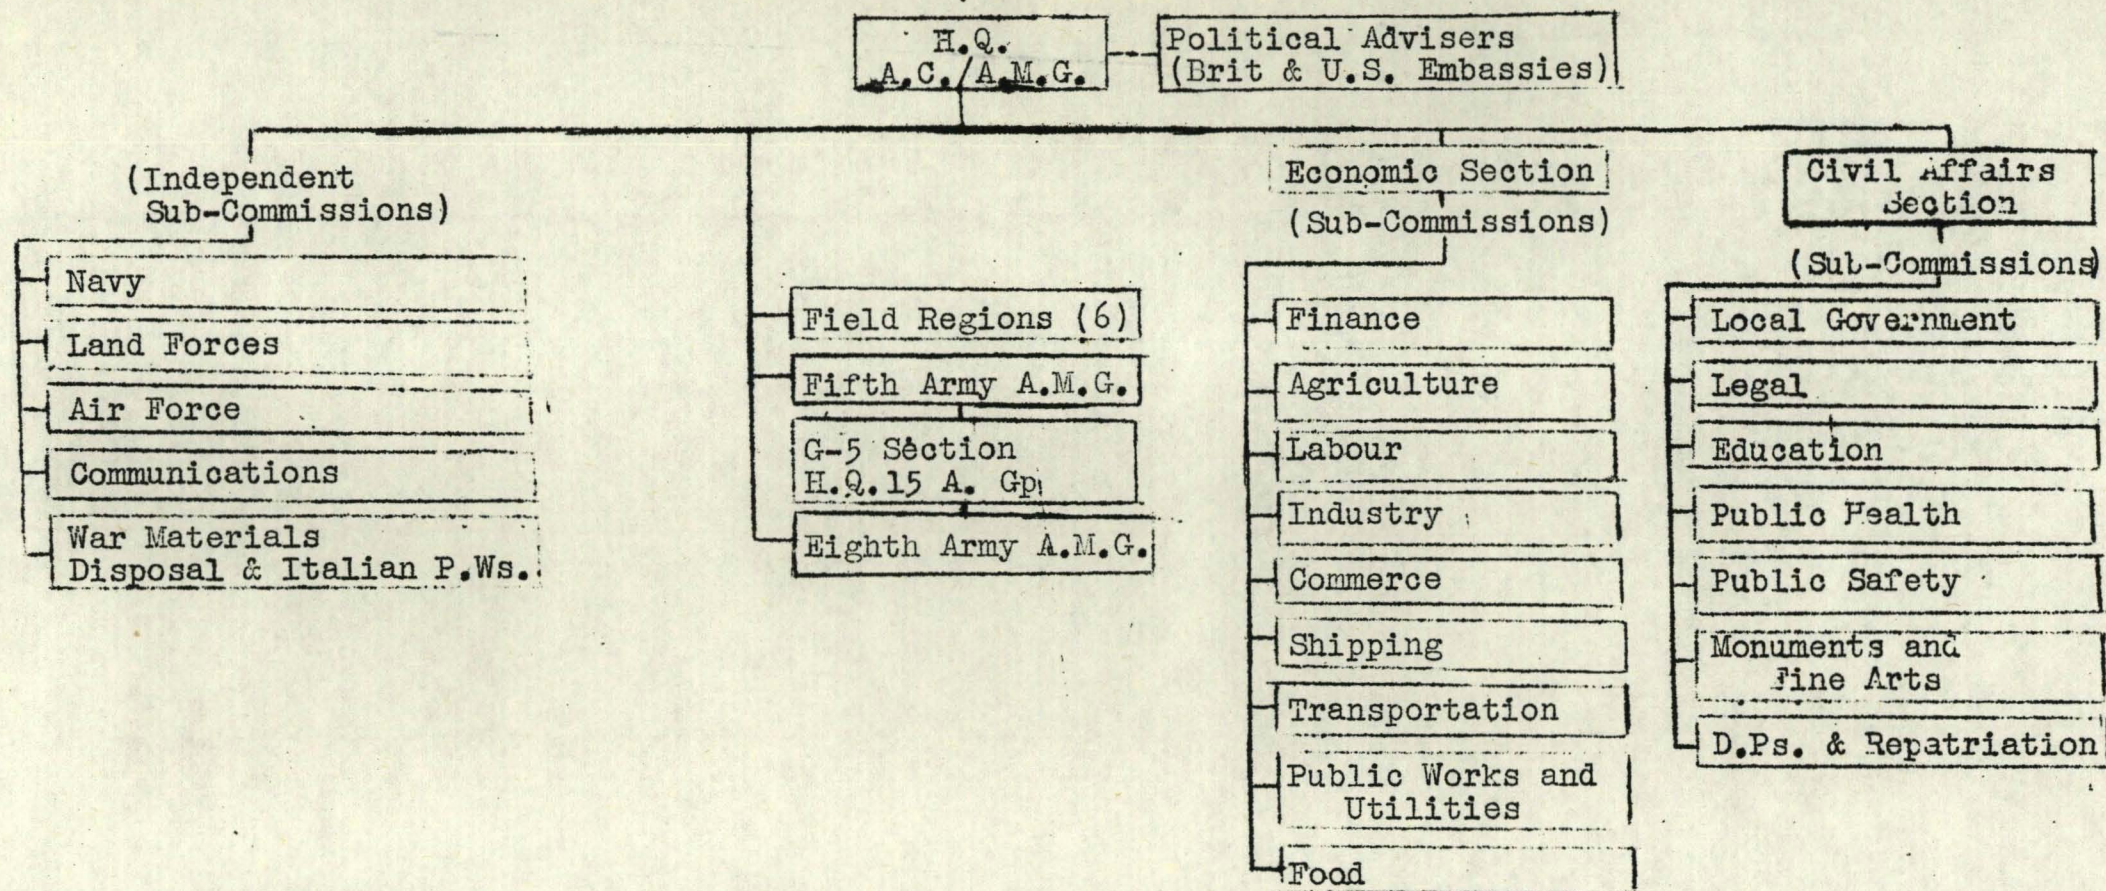 H.Q.
A.C./A.M.G.
Political Advisers
(Brit & U.S. Embassies)
(Independent
Sub-Commissions)
Navy
Land Forces
Air Force
Communications
War Materials
Disposal & Italian P.Ws.
Field Regions (6)
Fifth Army A.M.G.
G-5 Section
H.Q.15 A. Gp
Eighth Army A.M.G.
Economic Section
(Sub-Commissions)
Finance
Agriculture
Labour
Industry
Commerce
Shipping
Transportation
Public Works and
Utilities
Food
Civil Affairs
Section
(Sub-Commissions)
Local Government
Legal
Education
Public Health
Public Safety
Monuments and
Fine Arts
D.Ps. & Repatriation